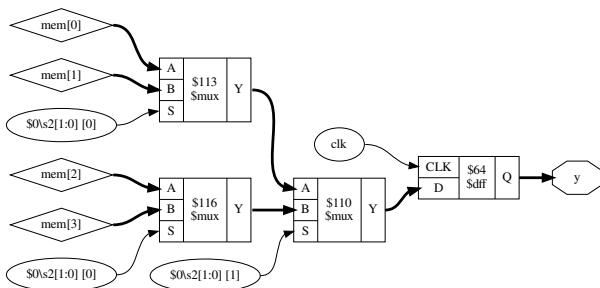 mem[0]
mem[1]
$0\s2[1:0] [0]
A
B
S
$113
$mux
Y
mem[2]
mem[3]
$0\s2[1:0] [0]
A
B
S
$116
$mux
Y
$0\s2[1:0] [1]
A
B
S
$110
$mux
Y
clk
CLK
D
$64
$dff
Q
y